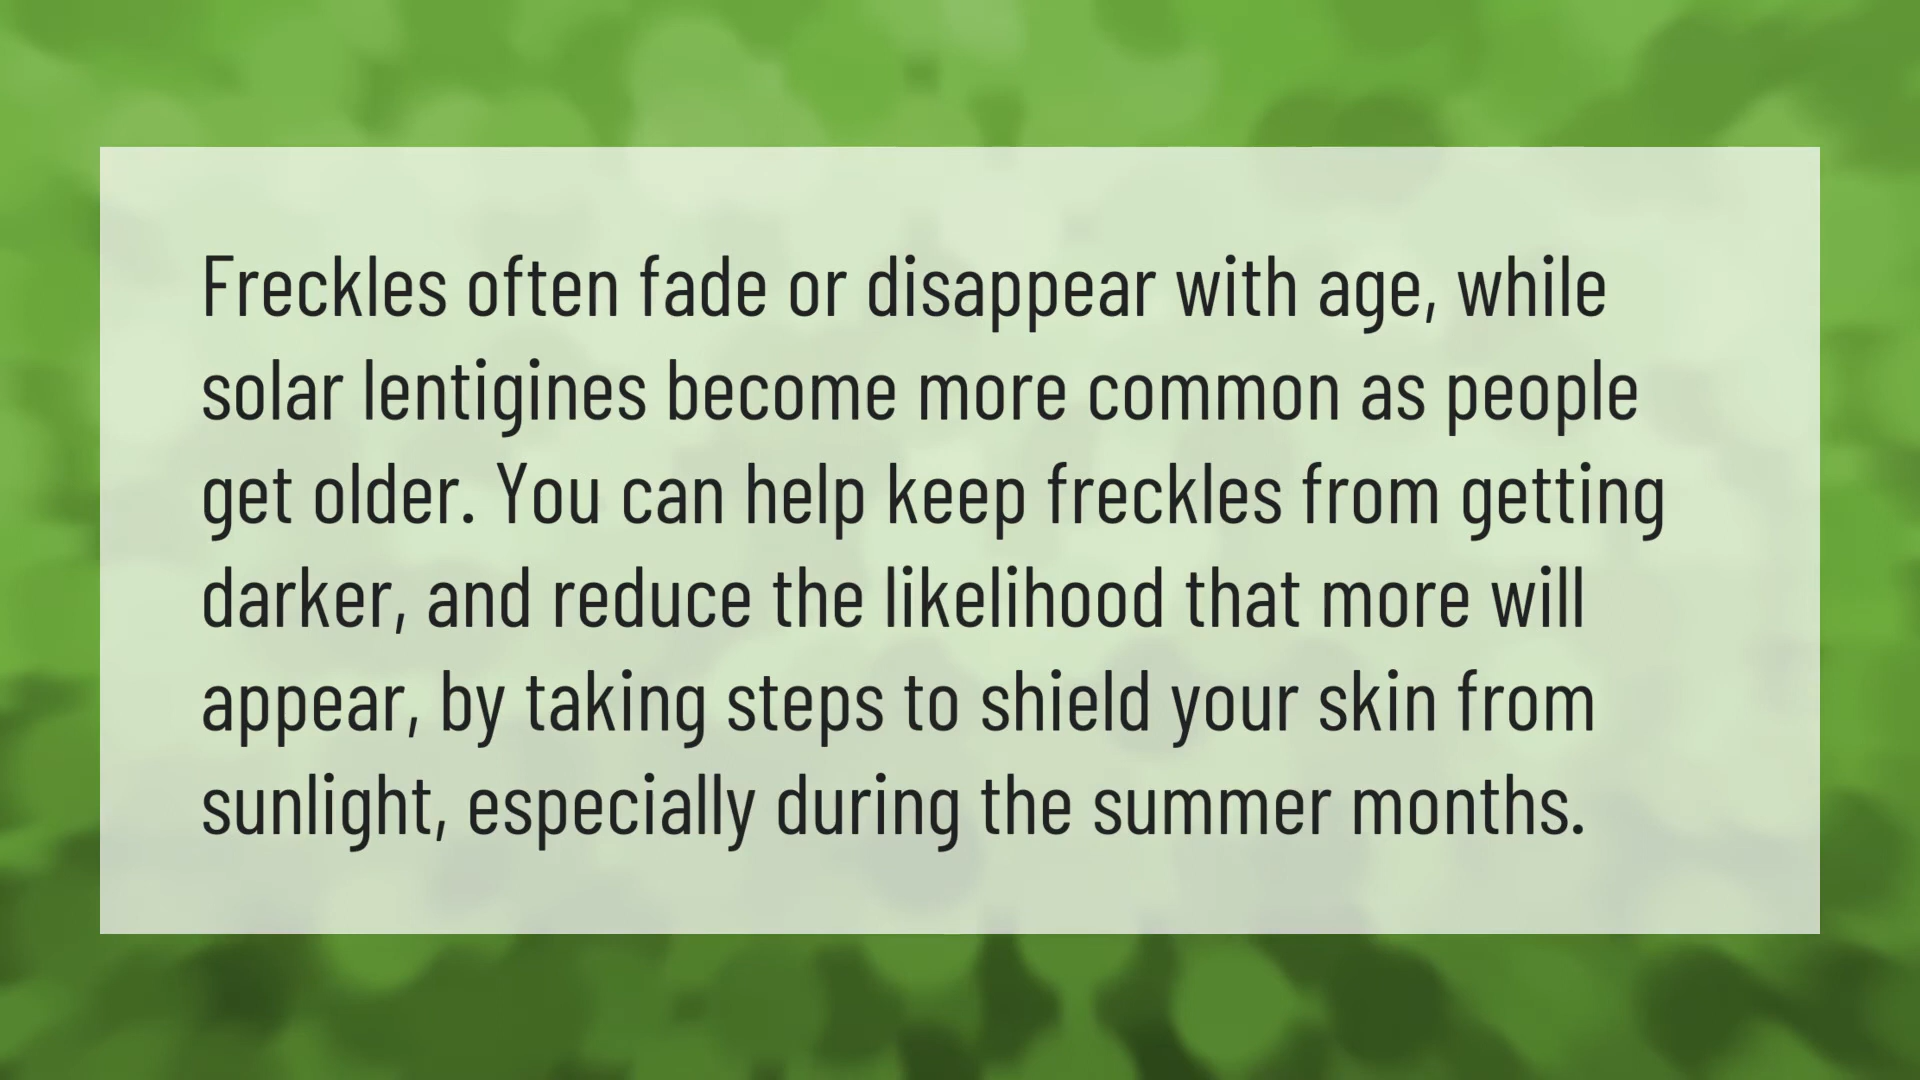 Freckles often fade or disappear with age, while
solar lentigines become more common as people
get older. You can help keep freckles from getting
darker, and reduce the likelihood that more will
appear, by taking steps to shield your skin from
sunlight, especially during the summer months.